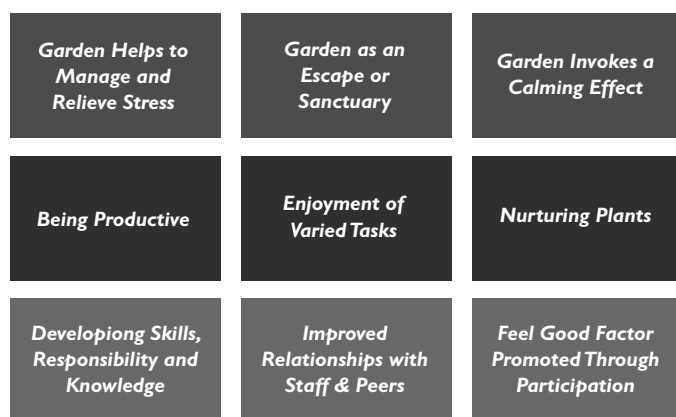 Garden Helps to
Manage and
Relieve Stress
Garden as an
Escape or
Sanctuary
Garden Invokes a
Calming Effect
Being Productive
Enjoyment of
Varied Tasks
Nurturing Plants
Developiong Skills,
Responsibility and
Knowledge
Improved
Relationships with
Staff & Peers
Feel Good Factor
Promoted Through
Participation